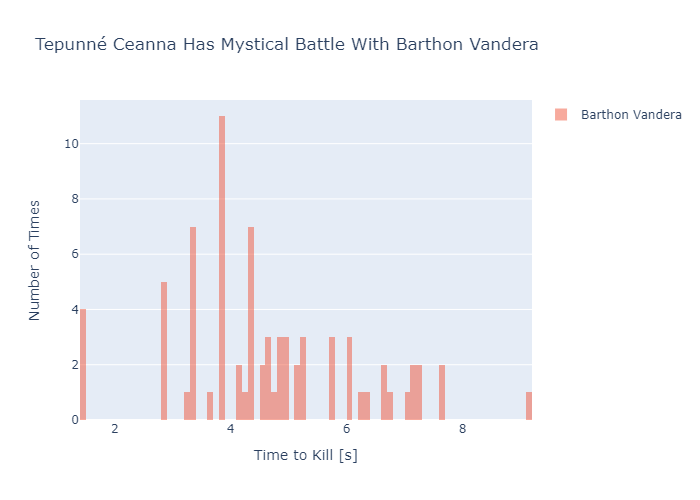 Tepunné Ceanna Has Mystical Battle With Barthon Vandera
Barthon Vandera
Number of Times
10
8
6
4
2
0
2
4
6
8
Time to Kill [s]